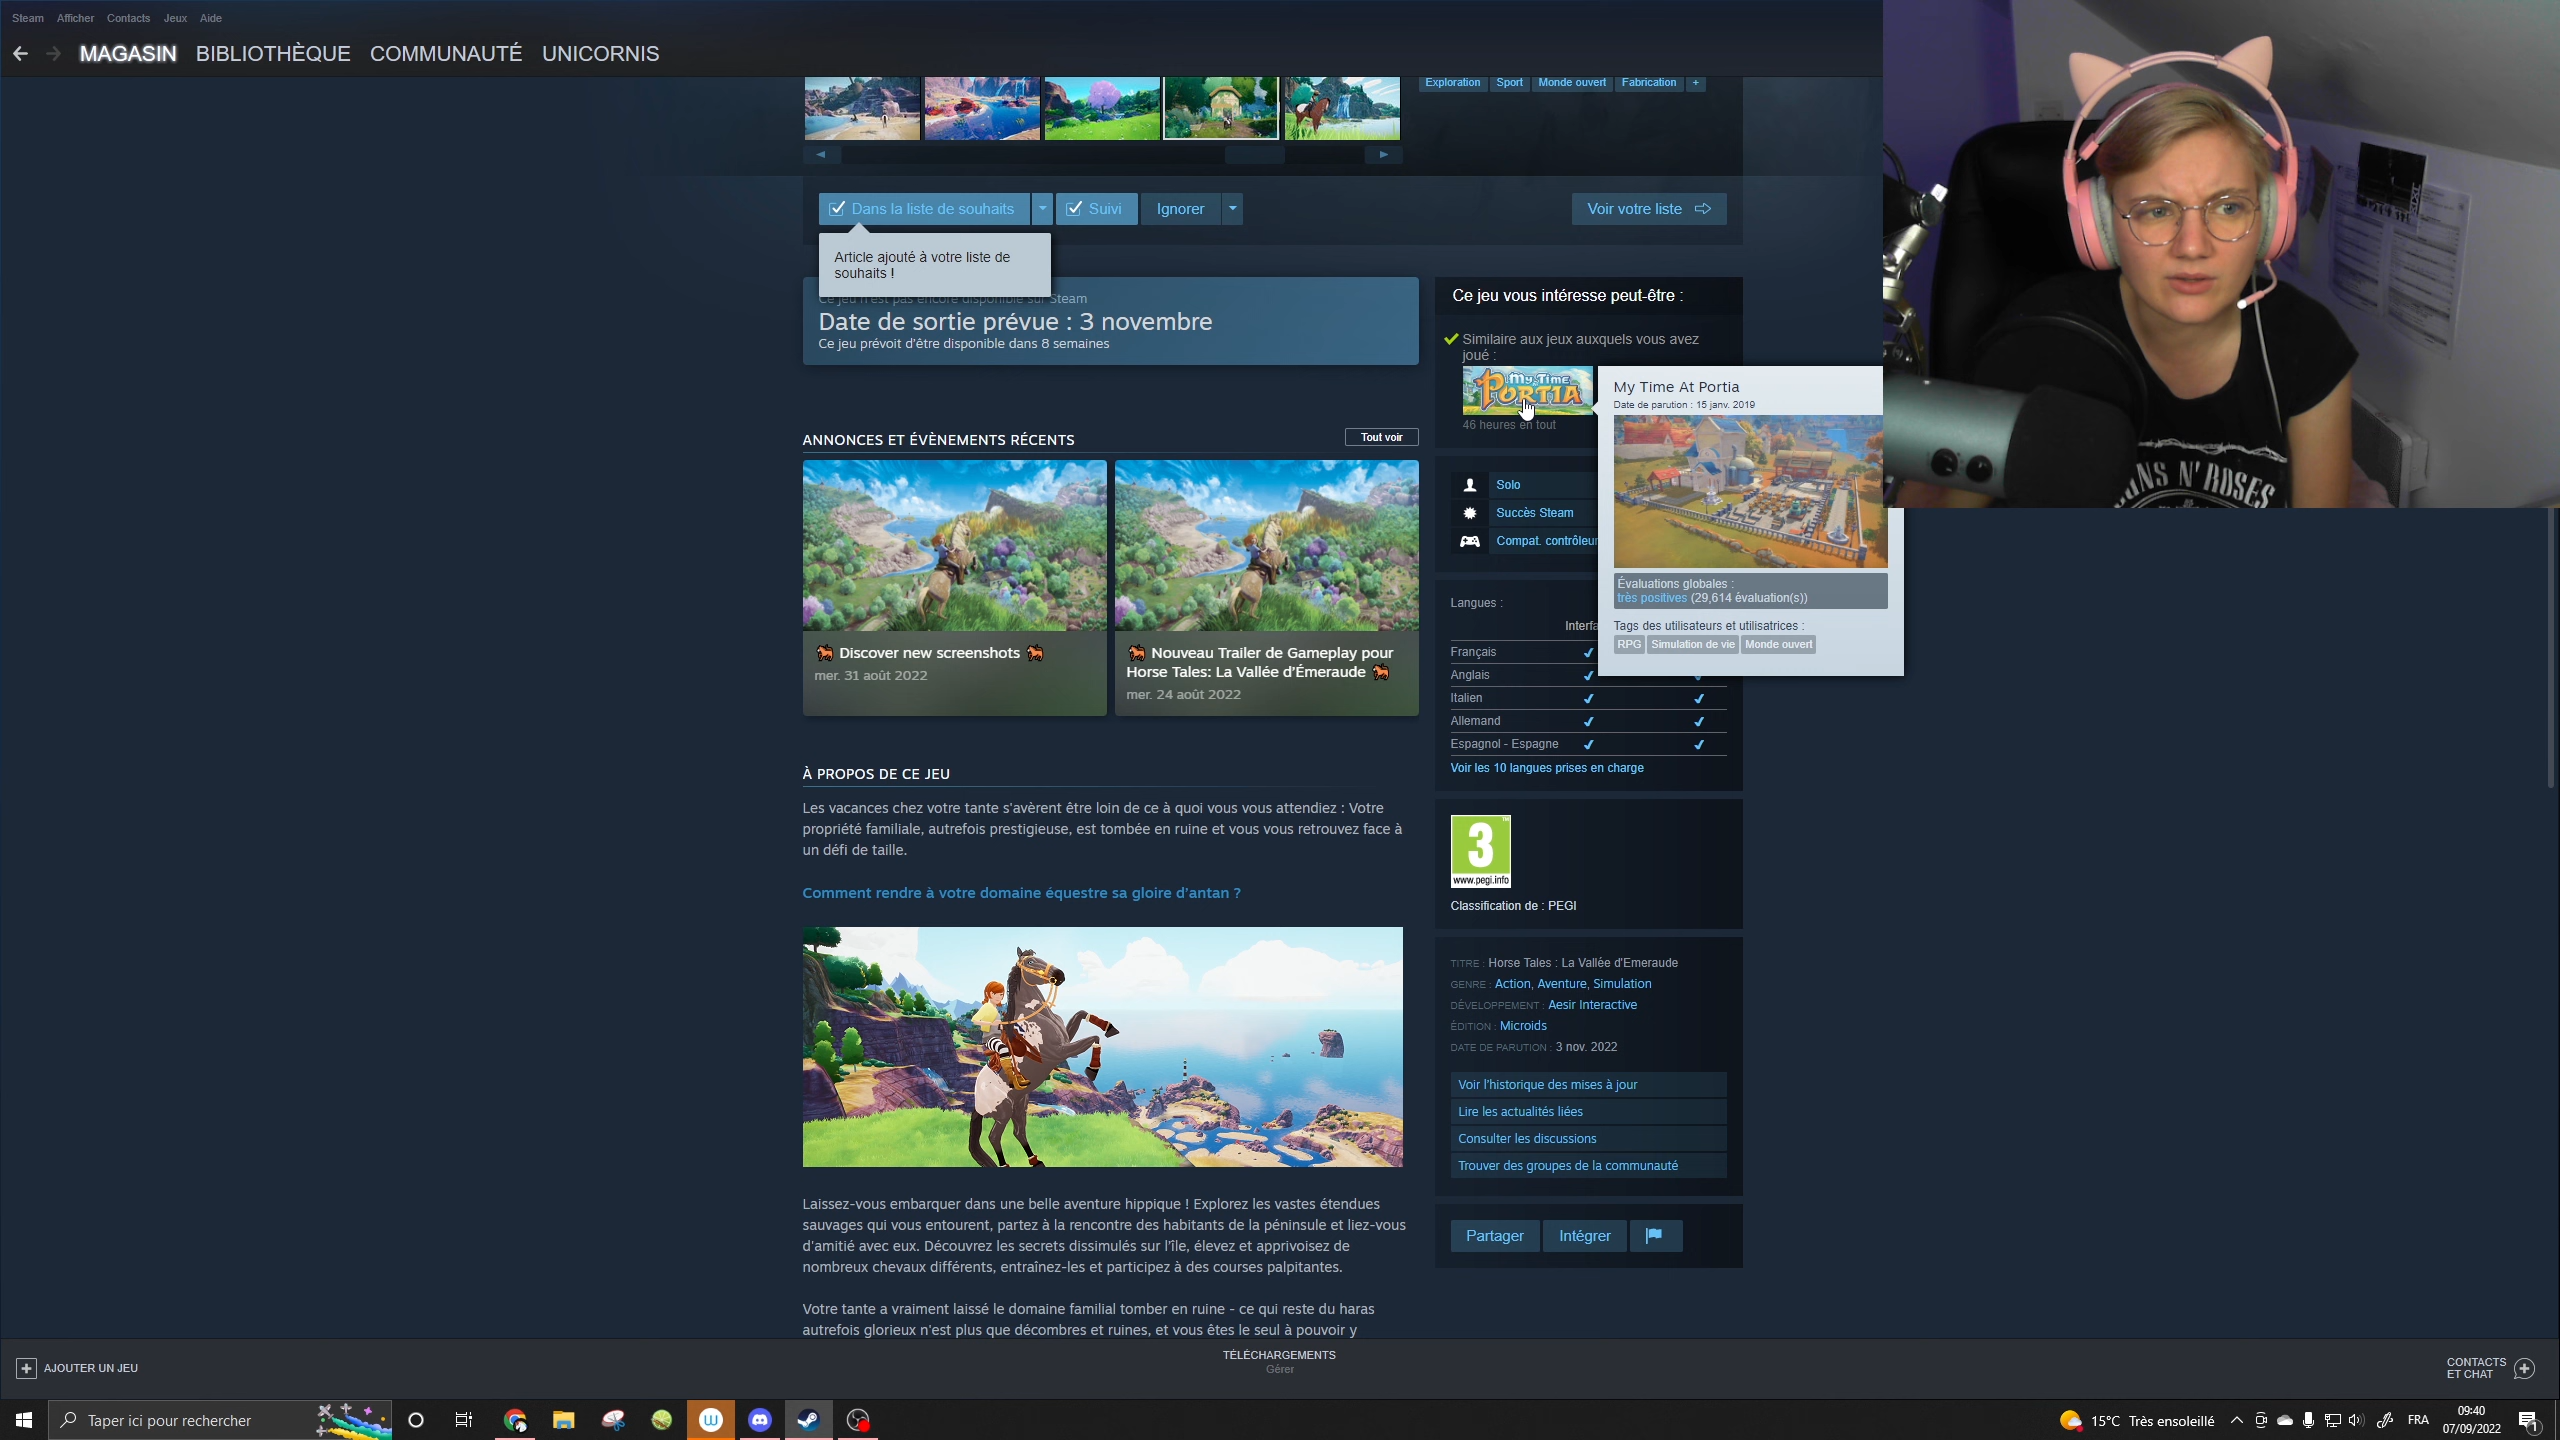 Steam Afficher Contacts Jeux Aide
MAGASIN BIBLIOTHÈQUE COMMUNAUTÉ UNICORNIS
Exploration Sport Monde ouvert Fabrication +
Dans la liste de souhaits Suivi Ignorer Voir votre liste
Article ajouté à votre liste de
souhaits !
Ce jeu n'est pas encore disponible sur Steam
Date de sortie prévue : 3 novembre
Ce jeu prévoit d'être disponible dans 8 semaines
Ce jeu vous intéresse peut-être :
Similaire aux jeux auxquels vous avez
joué :
My Time
PORTIA
46 heures en tout
My Time At Portia
Date de parution : 15 janv. 2019
Évaluations globales :
très positives (29,614 évaluation(s))
Tags des utilisateurs et utilisatrices :
RPG Simulation de vie Monde ouvert
NS N' ROSES
ANNONCES ET ÉVÈNEMENTS RÉCENTS Tout voir
Discover new screenshots
mer. 31 août 2022
Nouveau Trailer de Gameplay pour
Horse Tales: La Vallée d'Émeraude
mer. 24 août 2022
Solo
Succès Steam
Compat. contrôleur
Langues :
Interfa
Français
Anglais
Italien
Allemand
Espagnol - Espagne
Voir les 10 langues prises en charge
À PROPOS DE CE JEU
Les vacances chez votre tante s'avèrent être loin de ce à quoi vous vous attendiez : Votre
propriété familiale, autrefois prestigieuse, est tombée en ruine et vous vous retrouvez face à
un défi de taille.
Comment rendre à votre domaine équestre sa gloire d'antan ?
3
www.pegi.info
Classification de : PEGI
TITRE : Horse Tales : La Vallée d'Emeraude
GENRE : Action, Aventure, Simulation
DÉVELOPPEMENT : Aesir Interactive
ÉDITION : Microids
DATE DE PARUTION : 3 nov. 2022
Voir l'historique des mises à jour
Lire les actualités liées
Consulter les discussions
Trouver des groupes de la communauté
Partager Intégrer
Laissez-vous embarquer dans une belle aventure hippique ! Explorez les vastes étendues
sauvages qui vous entourent, partez à la rencontre des habitants de la péninsule et liez-vous
d'amitié avec eux. Découvrez les secrets dissimulés sur l'île, élevez et apprivoisez de
nombreux chevaux différents, entraînez-les et participez à des courses palpitantes.
Votre tante a vraiment laissé le domaine familial tomber en ruine - ce qui reste du haras
autrefois glorieux n'est plus que décombres et ruines, et vous êtes le seul à pouvoir y
AJOUTER UN JEU
TÉLÉCHARGEMENTS
Gérer
CONTACTS
ET CHAT
Taper ici pour rechercher
15°C Très ensoleillé
FRA
09:40
07/09/2022
1